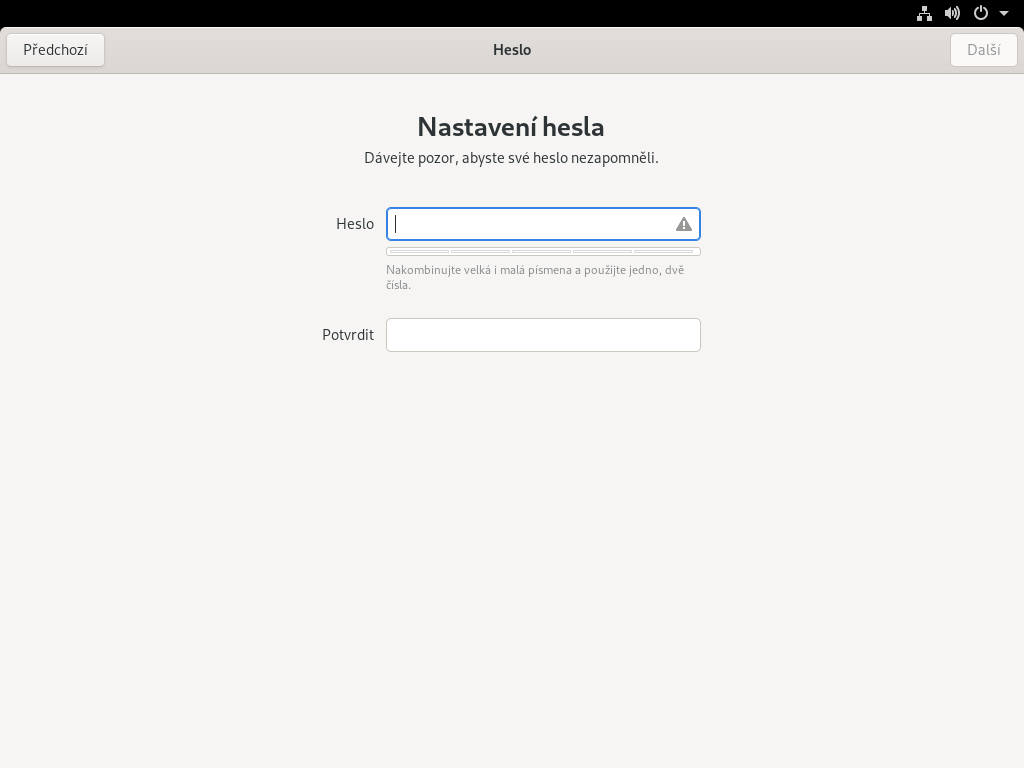 Předchozí
Heslo
Další
Nastavení hesla
Dávejte pozor, abyste své heslo nezapomněli.
Heslo
Nakombinujte velká i malá písmena a použijte jedno, dvě
čísla.
Potvrdit